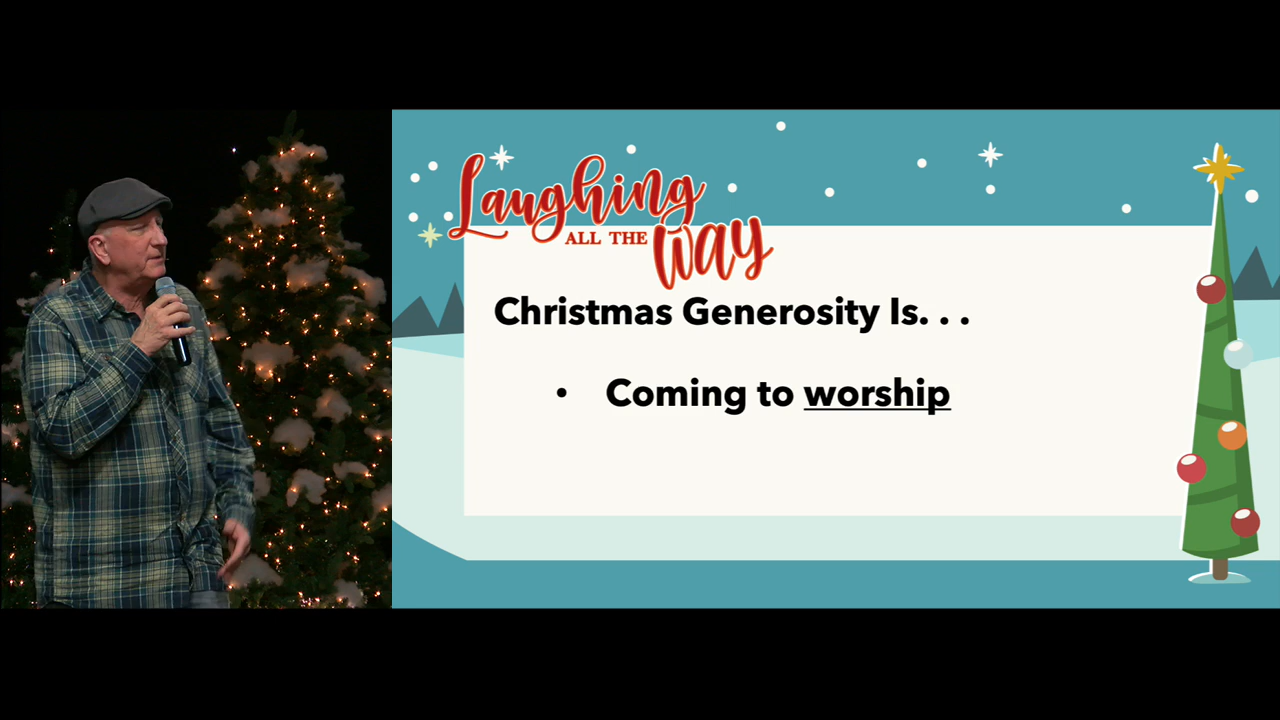 Laughing
ALL THE WAY
Christmas Generosity Is. . .
• Coming to worship